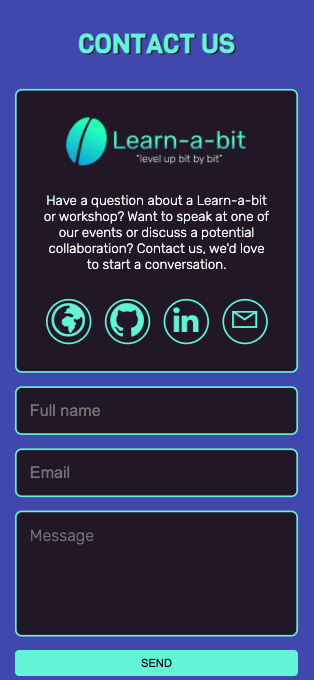 CONTACT US
Learn-a-bit
"level up bit by bit"
Have a question about a Learn-a-bit
or workshop? Want to speak at one of
our events or discuss a potential
collaboration? Contact us, we'd love
to start a conversation.
in
Full name
Email
Message
SEND